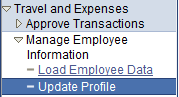 Travel and Expenses
Approve Transactions
Manage Employee
Information
- Load Employee Data
- Update Profile